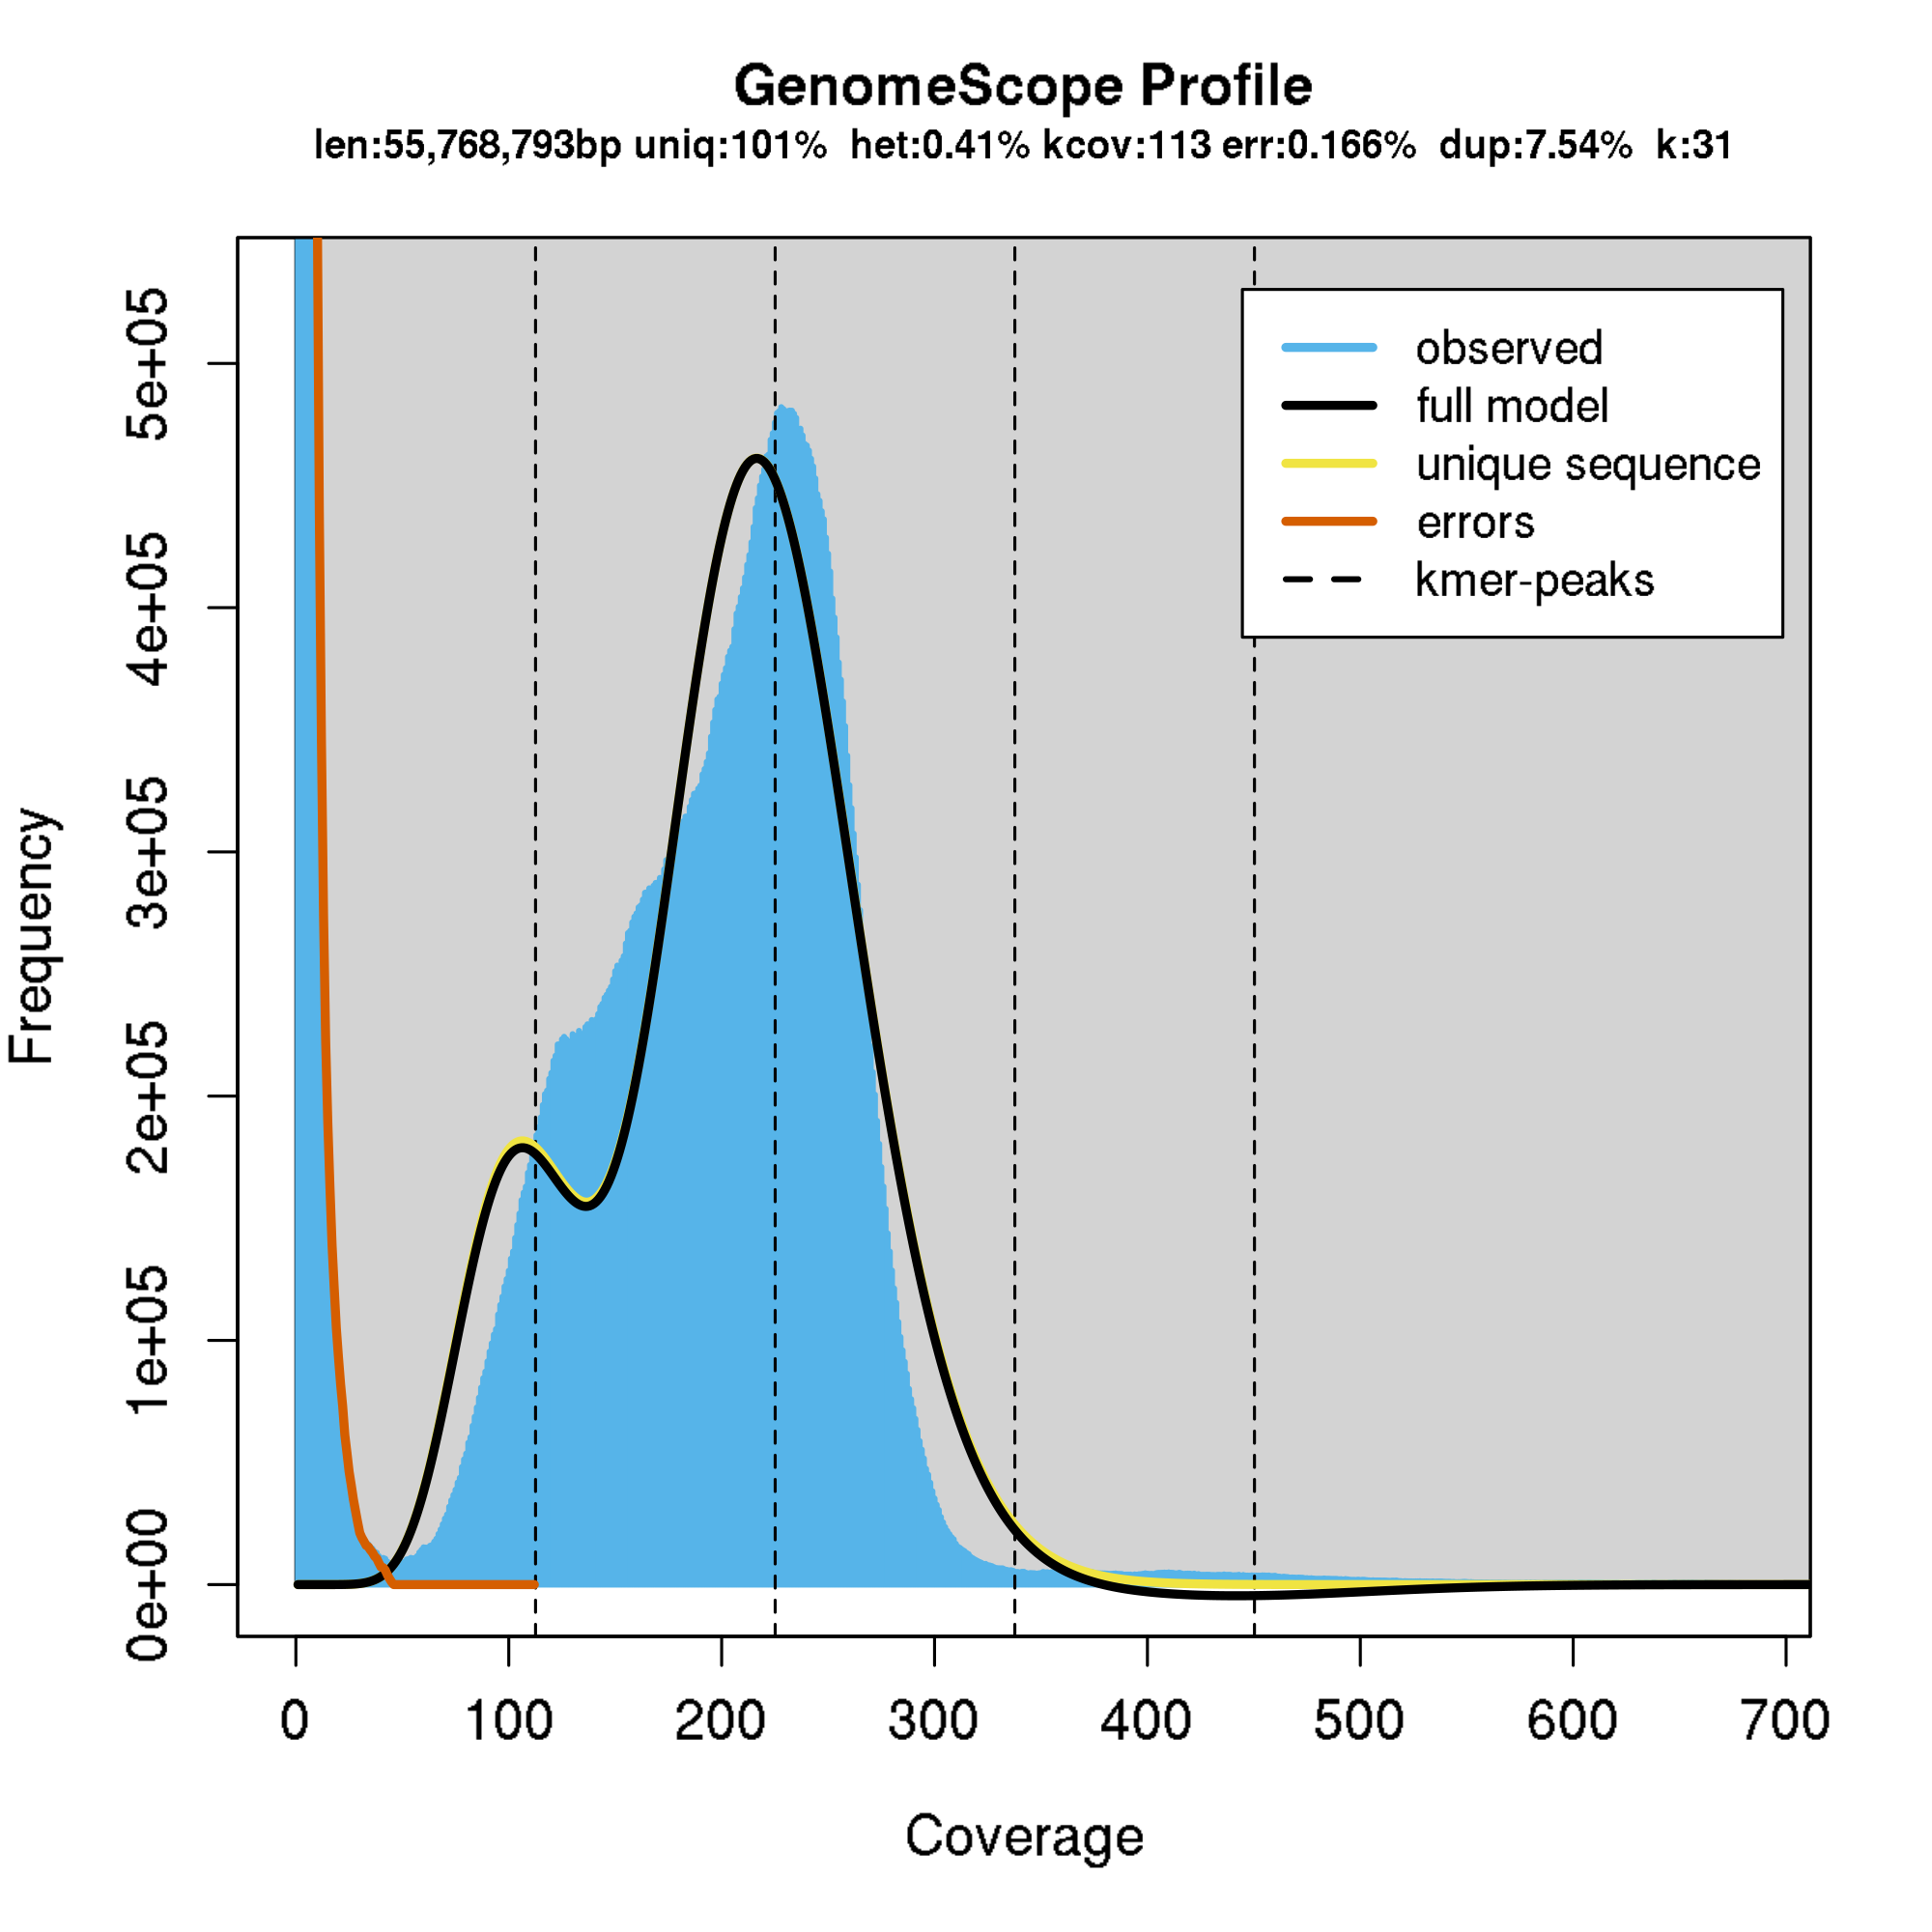 GenomeScope Profile
len:55,768,793bp uniq:101% het:0.41% kcov:113 err:0.166% dup:7.54% k:31
observed
full model
unique sequence
errors
kmer-peaks
Frequency
5e+05
4e+05
3e+05
2e+05
1e+05
0e+00
0 100 200 300 400 500 600 700
Coverage